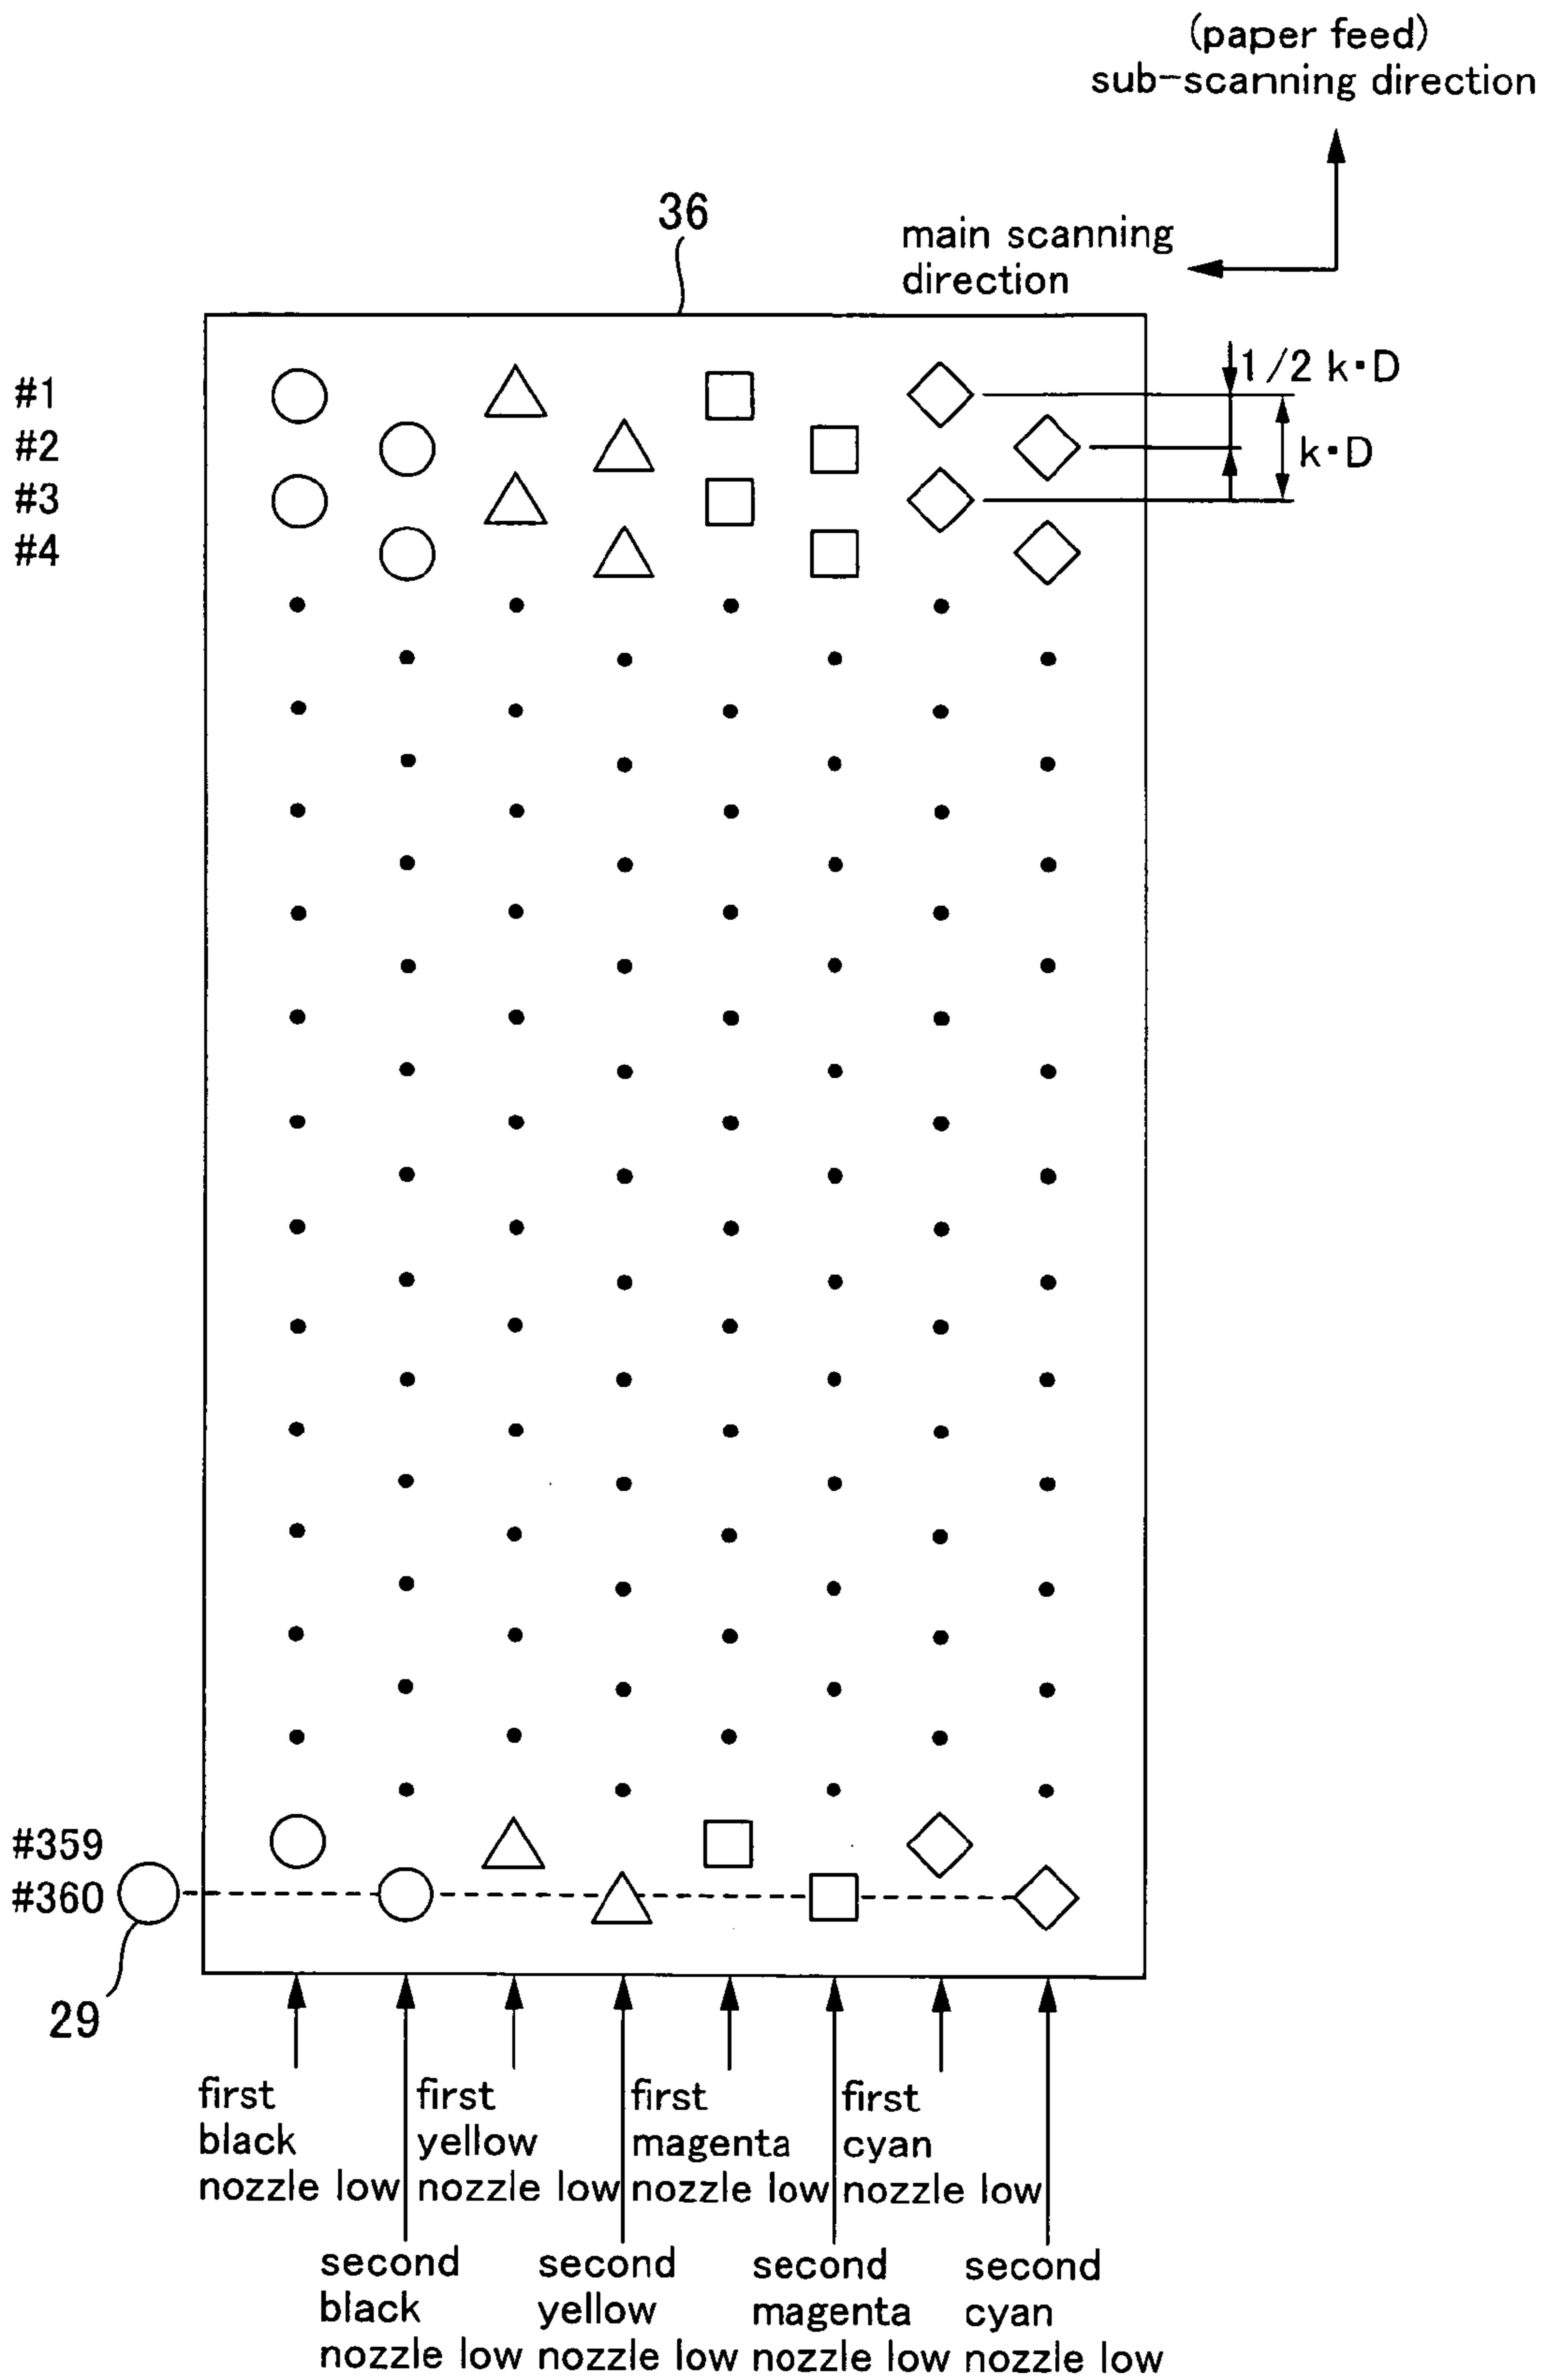 (paper feed)
sub-scanning direction
36
main scanning
direction
#1
1/2 k·D
#2
k·D
#3
#4
#359
#360
29
first
black
nozzle low
first
yellow
nozzle low
first
magenta
nozzle low
first
cyan
nozzle low
second
black
nozzle low
second
yellow
nozzle low
second
magenta
nozzle low
second
cyan
nozzle low